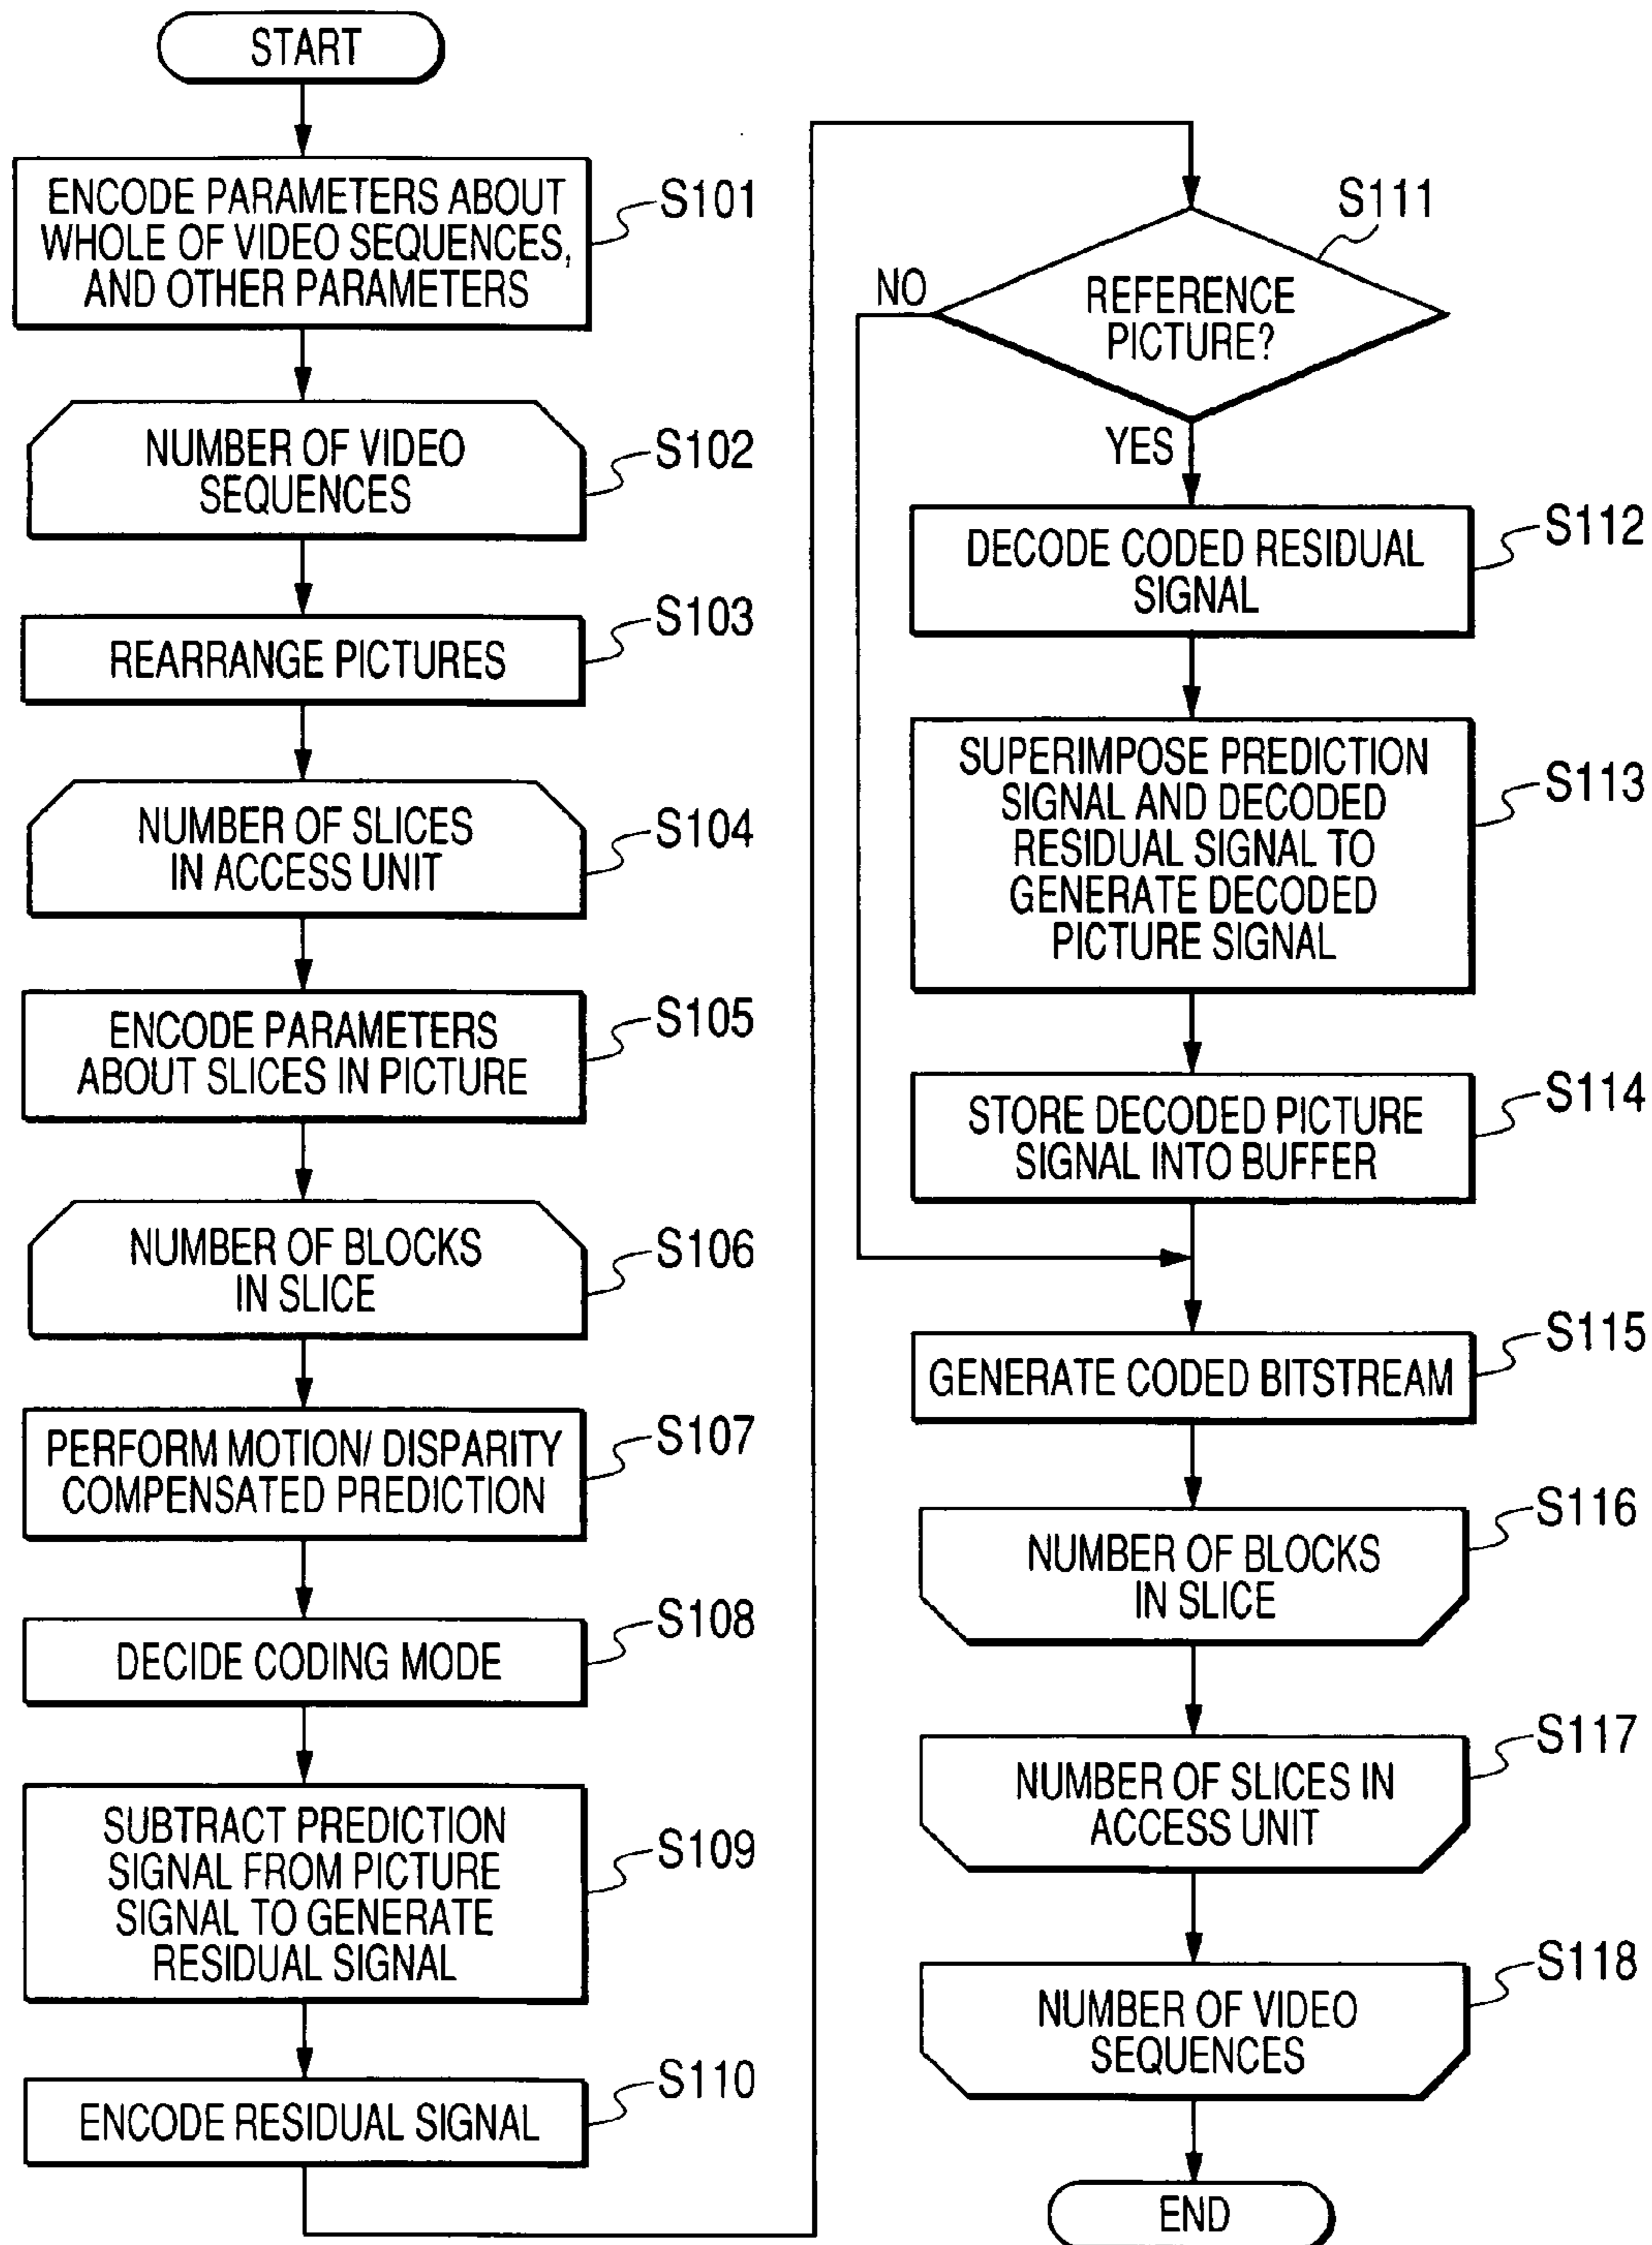 START
ENCODE PARAMETERS ABOUT
WHOLE OF VIDEO SEQUENCES,
AND OTHER PARAMETERS
S101
NUMBER OF VIDEO
SEQUENCES
S102
REARRANGE PICTURES
S103
NUMBER OF SLICES
IN ACCESS UNIT
S104
ENCODE PARAMETERS
ABOUT SLICES IN PICTURE
S105
NUMBER OF BLOCKS
IN SLICE
S106
PERFORM MOTION/ DISPARITY
COMPENSATED PREDICTION
S107
DECIDE CODING MODE
S108
SUBTRACT PREDICTION
SIGNAL FROM PICTURE
SIGNAL TO GENERATE
RESIDUAL SIGNAL
S109
ENCODE RESIDUAL SIGNAL
S110
REFERENCE
PICTURE?
S111
NO
YES
DECODE CODED RESIDUAL
SIGNAL
S112
SUPERIMPOSE PREDICTION
SIGNAL AND DECODED
RESIDUAL SIGNAL TO
GENERATE DECODED
PICTURE SIGNAL
S113
STORE DECODED PICTURE
SIGNAL INTO BUFFER
S114
GENERATE CODED BITSTREAM
S115
NUMBER OF BLOCKS
IN SLICE
S116
NUMBER OF SLICES IN
ACCESS UNIT
S117
NUMBER OF VIDEO
SEQUENCES
S118
END